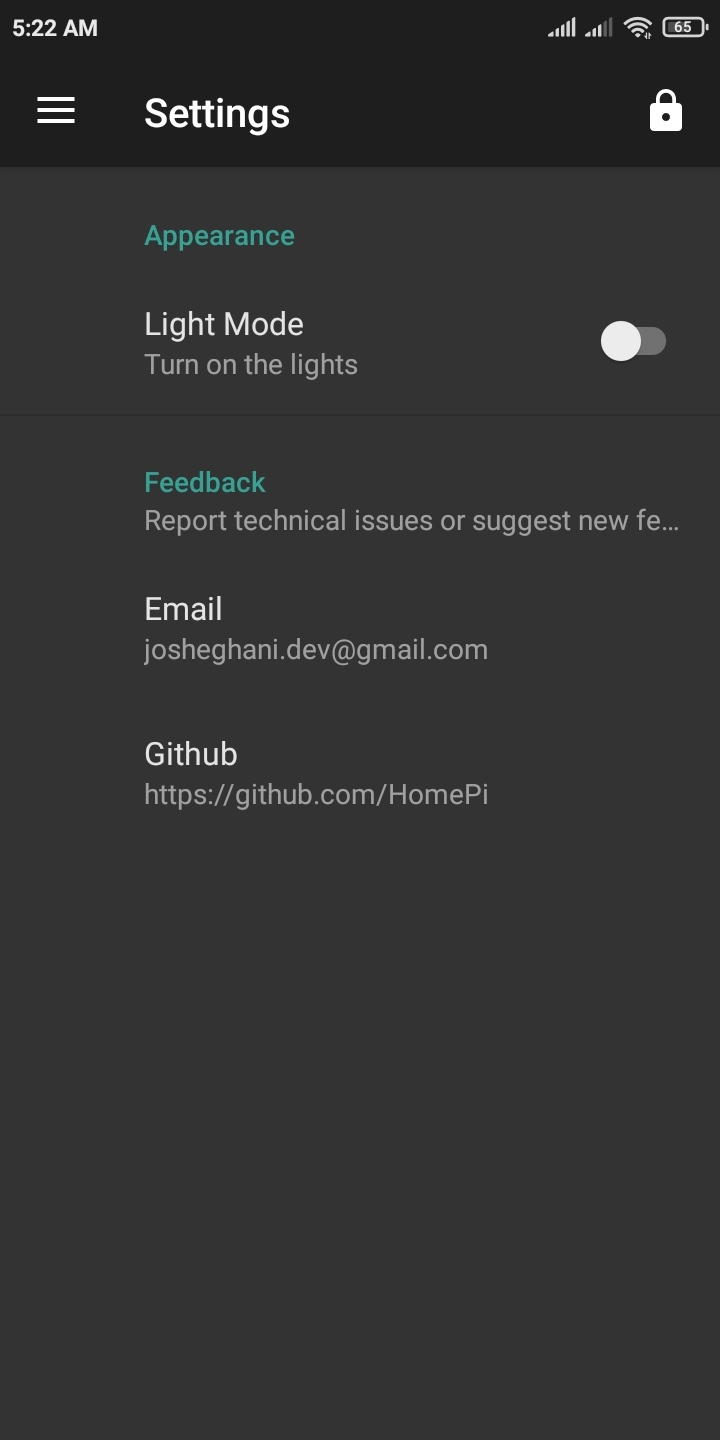 5:22 AM 65
Settings
Appearance
Light Mode
Turn on the lights
Feedback
Report technical issues or suggest new fe…
Email
josheghani.dev@gmail.com
Github
https://github.com/HomePi